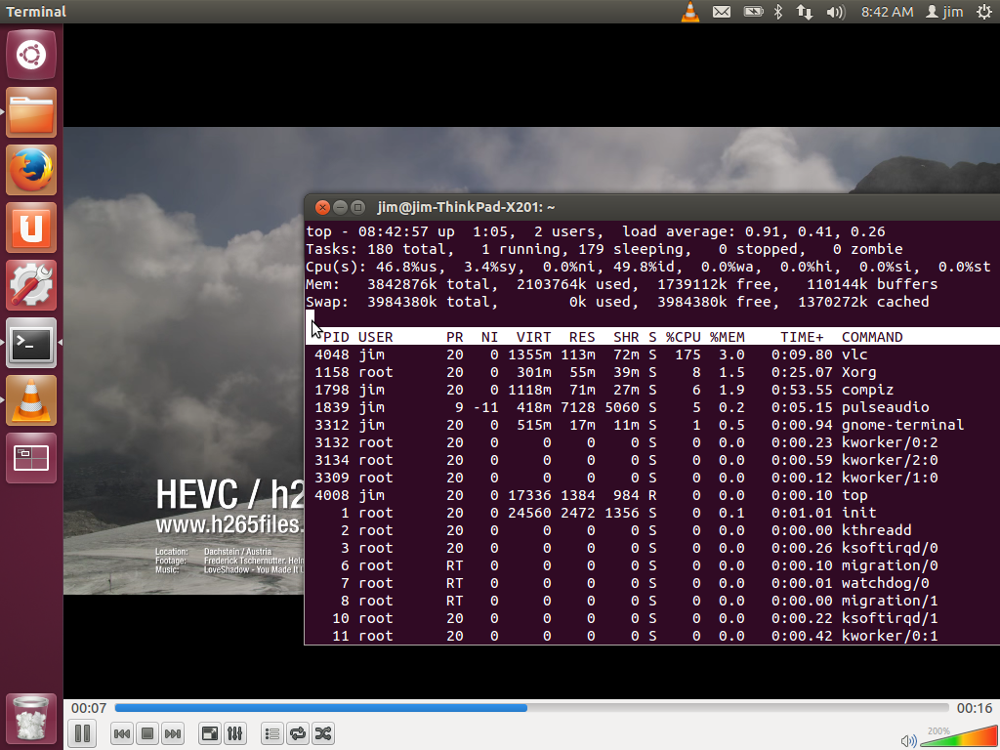 Terminal
8:42 AM jim
jim@jim-ThinkPad-X201: ~
top - 08:42:57 up  1:05,  2 users,  load average: 0.91, 0.41, 0.26
Tasks: 180 total,   1 running, 179 sleeping,   0 stopped,   0 zombie
Cpu(s): 46.8%us,  3.4%sy,  0.0%ni, 49.8%id,  0.0%wa,  0.0%hi,  0.0%si,  0.0%st
Mem:   3842876k total,  2103764k used,  1739112k free,   110144k buffers
Swap:  3984380k total,        0k used,  3984380k free,  1370272k cached
PID USER      PR  NI  VIRT  RES  SHR S %CPU %MEM    TIME+  COMMAND
4048 jim       20   0 1355m 113m  72m S  175  3.0   0:09.80 vlc
1158 root      20   0  301m  55m  39m S    8  1.5   0:25.07 Xorg
1798 jim       20   0 1118m  71m  27m S    6  1.9   0:53.55 compiz
1839 jim        9 -11  418m 7128 5060 S    5  0.2   0:05.15 pulseaudio
3312 jim       20   0  515m  17m  11m S    1  0.5   0:00.94 gnome-terminal
3132 root      20   0     0    0    0 S    0  0.0   0:00.23 kworker/0:2
3134 root      20   0     0    0    0 S    0  0.0   0:00.59 kworker/2:0
3309 root      20   0     0    0    0 S    0  0.0   0:00.12 kworker/1:0
4008 jim       20   0 17336 1384  984 R    0  0.0   0:00.10 top
1 root      20   0 24560 2472 1356 S    0  0.1   0:01.01 init
2 root      20   0     0    0    0 S    0  0.0   0:00.00 kthreadd
3 root      20   0     0    0    0 S    0  0.0   0:00.26 ksoftirqd/0
6 root      RT   0     0    0    0 S    0  0.0   0:00.10 migration/0
7 root      RT   0     0    0    0 S    0  0.0   0:00.01 watchdog/0
8 root      RT   0     0    0    0 S    0  0.0   0:00.00 migration/1
10 root      20   0     0    0    0 S    0  0.0   0:00.22 ksoftirqd/1
11 root      20   0     0    0    0 S    0  0.0   0:00.42 kworker/0:1
HEVC / h2
www.h265files.
Location: Dachstein / Austria
Footage: Frederick Tschernutter. Heln
Music: LoveShadow - You Made It
00:07 00:16
200%